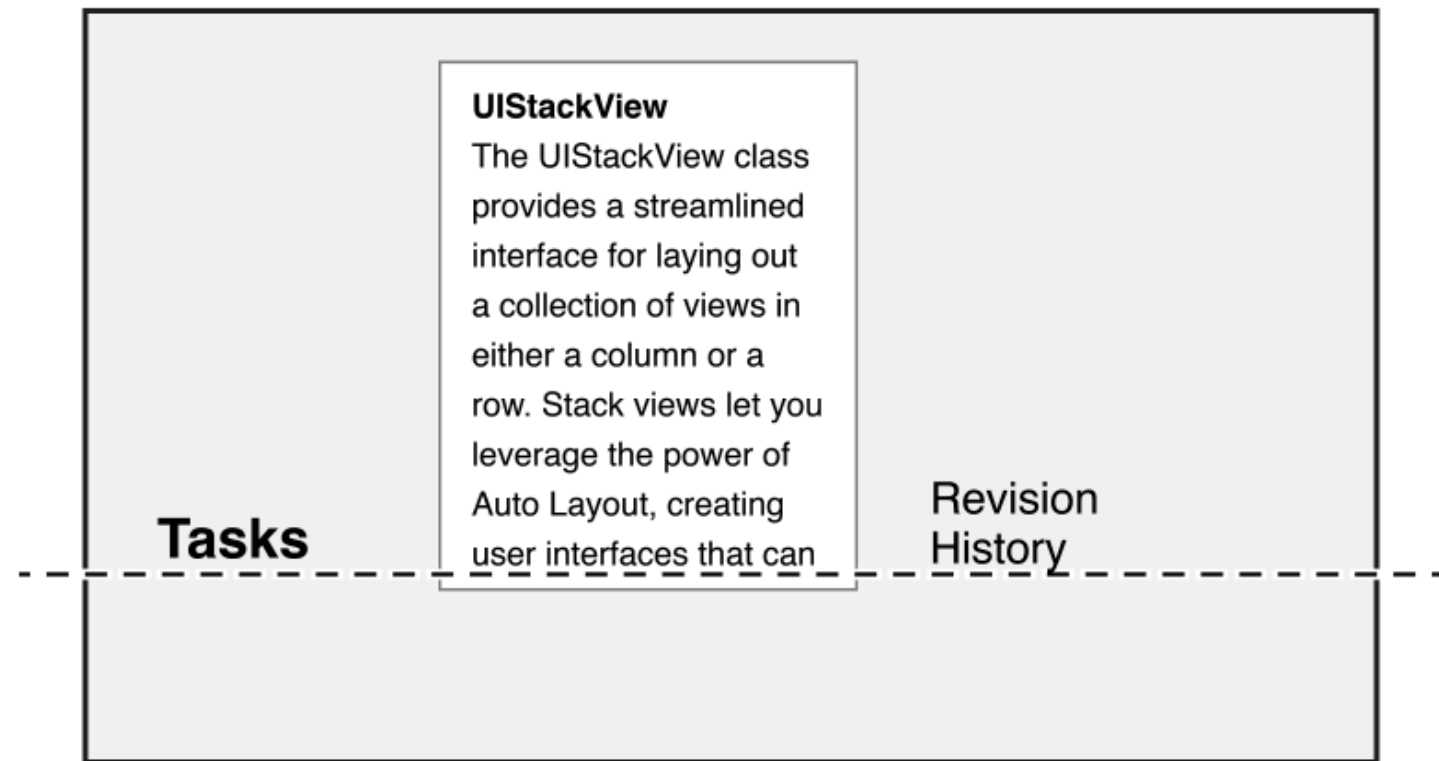 Tasks
UIStackView
The UIStackView class
provides a streamlined
interface for laying out
a collection of views in
either a column or a
row. Stack views let you
leverage the power of
Auto Layout, creating
user interfaces that can
Revision
History